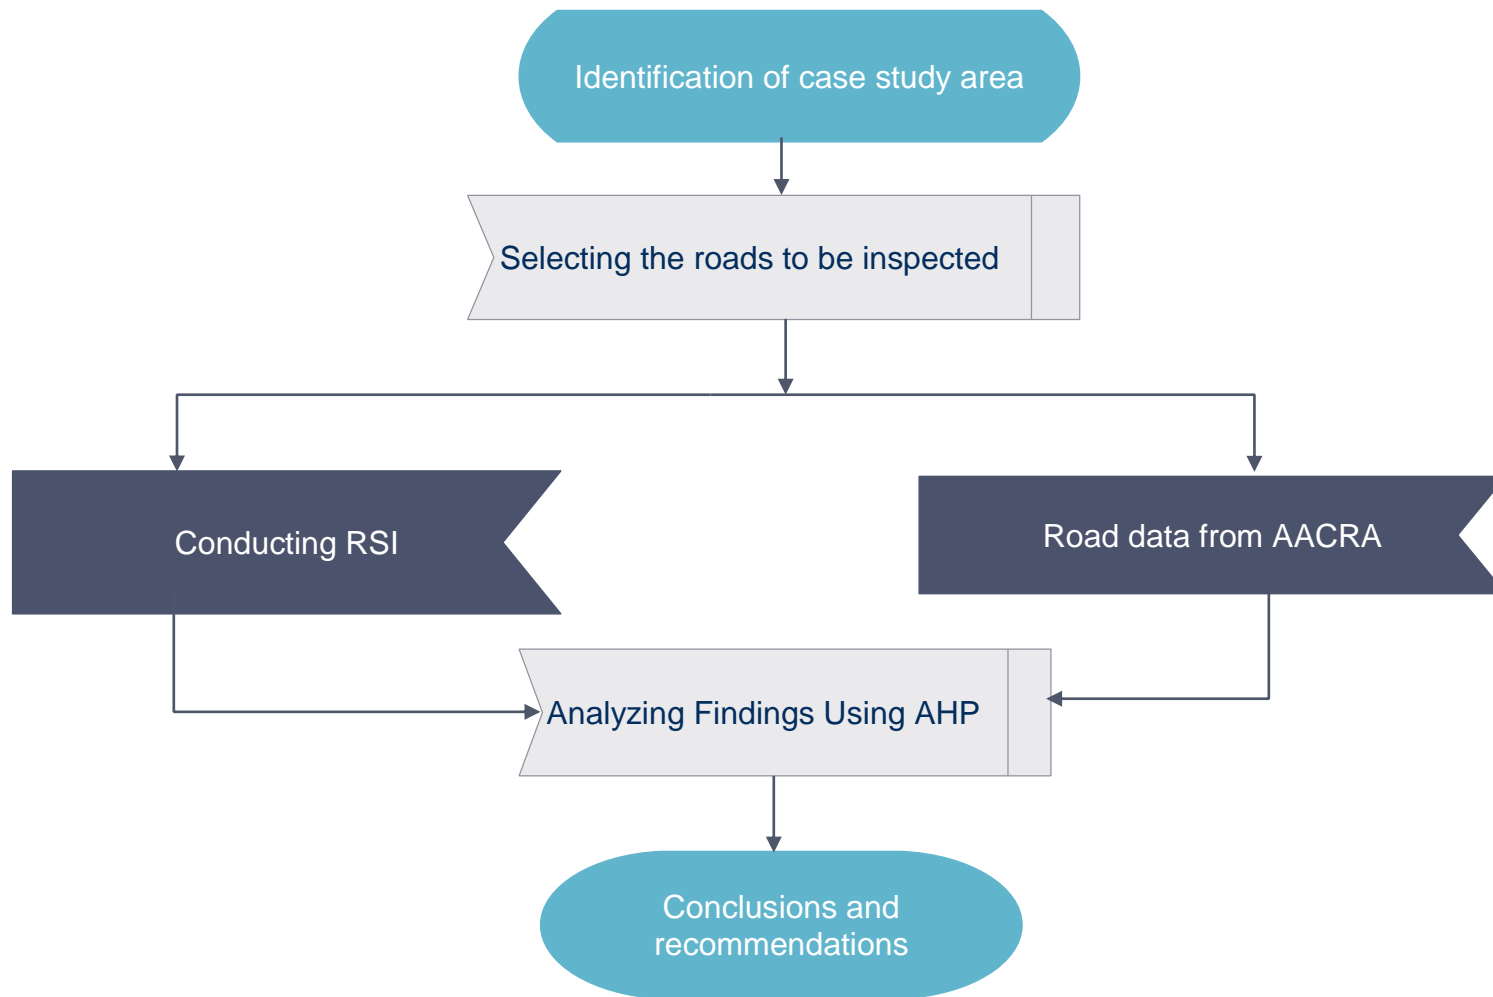 Identification of case study area
Selecting the roads to be inspected
Conducting RSI
Road data from AACRA
Analyzing Findings Using AHP
Conclusions and
recommendations